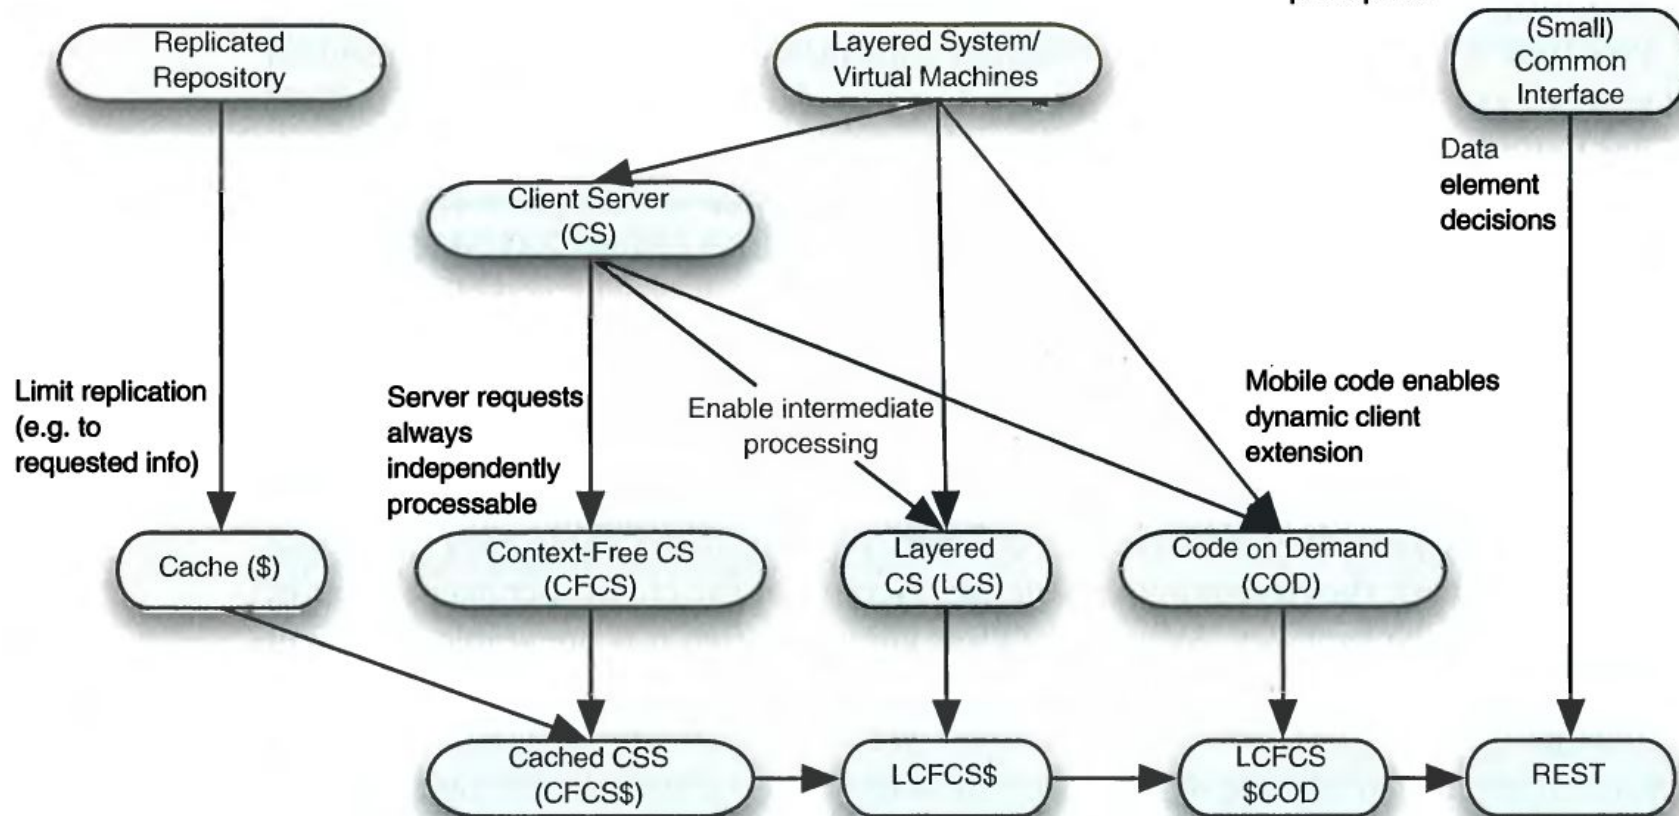 Replicated
Repository
Layered System/
Virtual Machines
(Small)
Common
Interface
Data
element
decisions
Client Server
(CS)
Limit replication
(e.g. to
requested info)
Server requests
always
independently
processable
Enable intermediate
processing
Mobile code enables
dynamic client
extension
Cache ($)
Context-Free CS
(CFCS)
Layered
CS (LCS)
Code on Demand
(COD)
Cached CSS
(CFCS$)
LCFCS$
LCFCS
$COD
REST